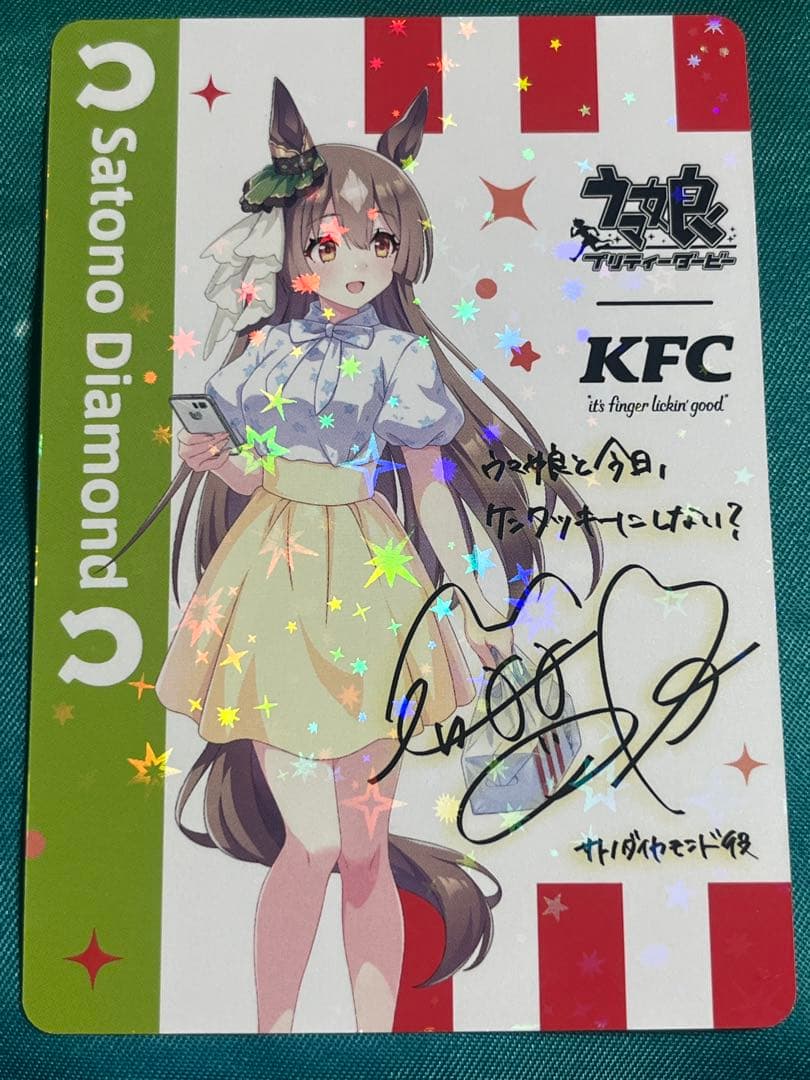 Satono Diamond
ウマ娘
プリティーダービー
KFC
"it's finger lickin' good"
ウマ娘と今日、
ケンタッキーにしない?
サトノダイヤモンド役